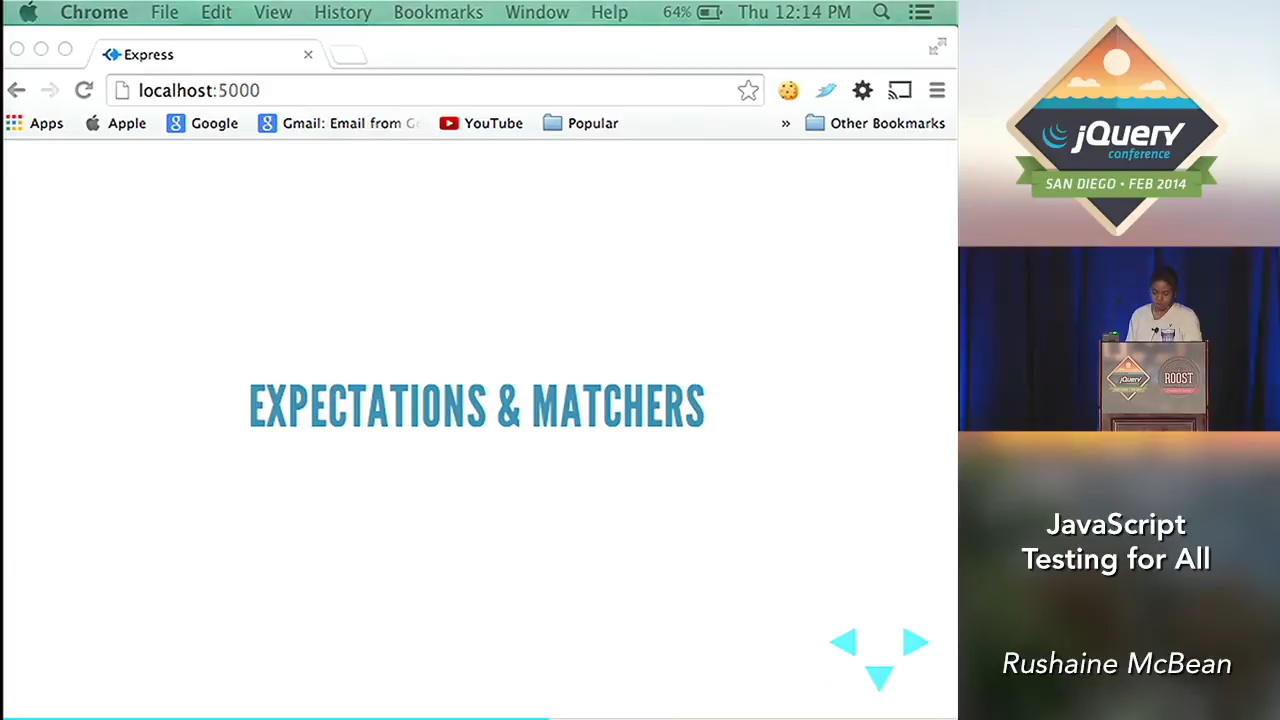 Chrome File Edit View History Bookmarks Window Help 64% Thu 12:14 PM
Express
localhost:5000
Apps Apple Google Gmail: Email from YouTube Popular » Other Bookmarks
EXPECTATIONS & MATCHERS
jQuery
conference
SAN DIEGO • FEB 2014
jQuery
ROOST
JavaScript
Testing for All
Rushaine McBean